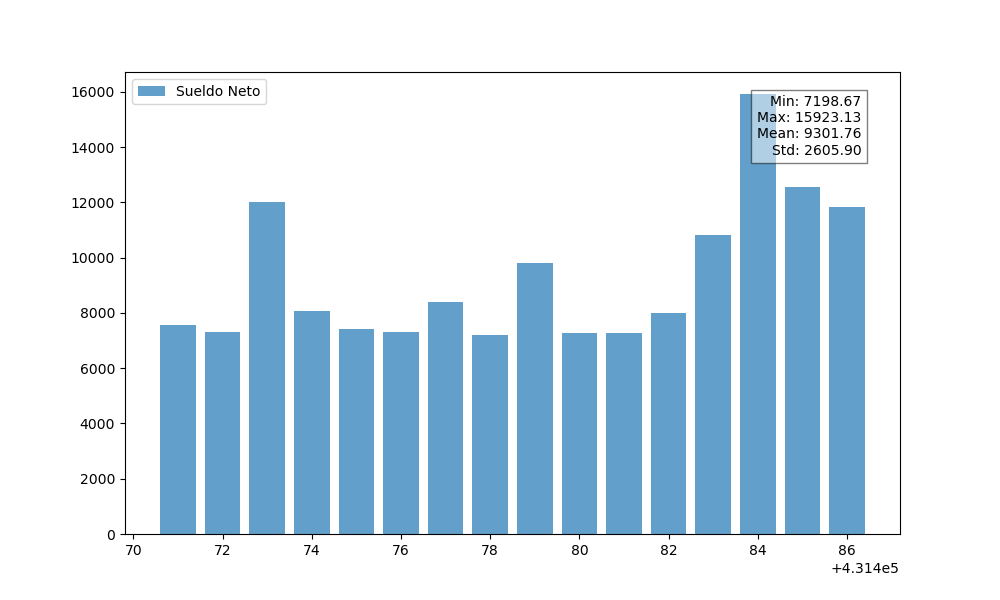 Sueldo Neto
Min: 7198.67
Max: 15923.13
Mean: 9301.76
Std: 2605.90
16000
14000
12000
10000
8000
6000
4000
2000
0
70 72 74 76 78 80 82 84 86
+4.314e5